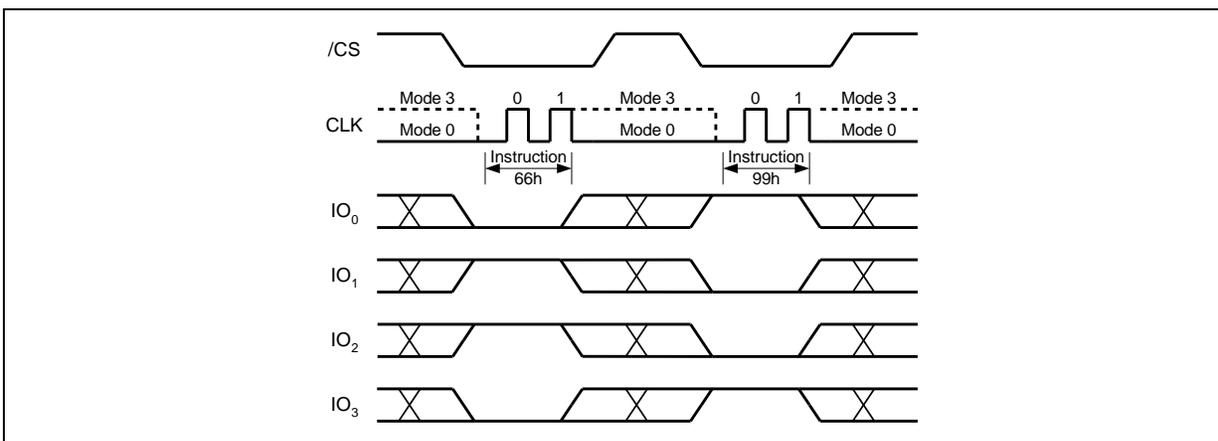 /CS
Mode 3 0 1 Mode 3 0 1 Mode 3
CLK
Mode 0 Mode 0 Mode 0
Instruction Instruction
66h 99h
IO0
IO1
IO2
IO3